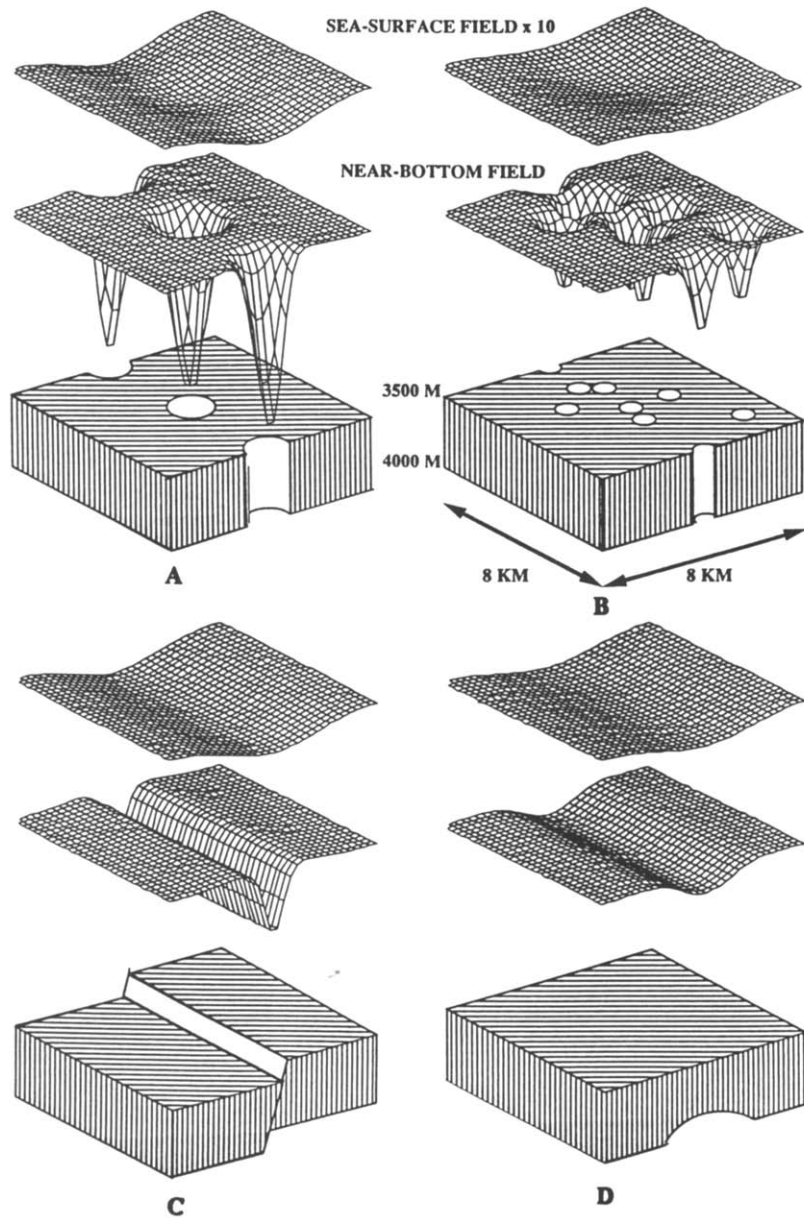 SEA-SURFACE FIELD x 10
NEAR-BOTTOM FIELD
3500 M
4000 M
8 KM
8 KM
A
B
C
D